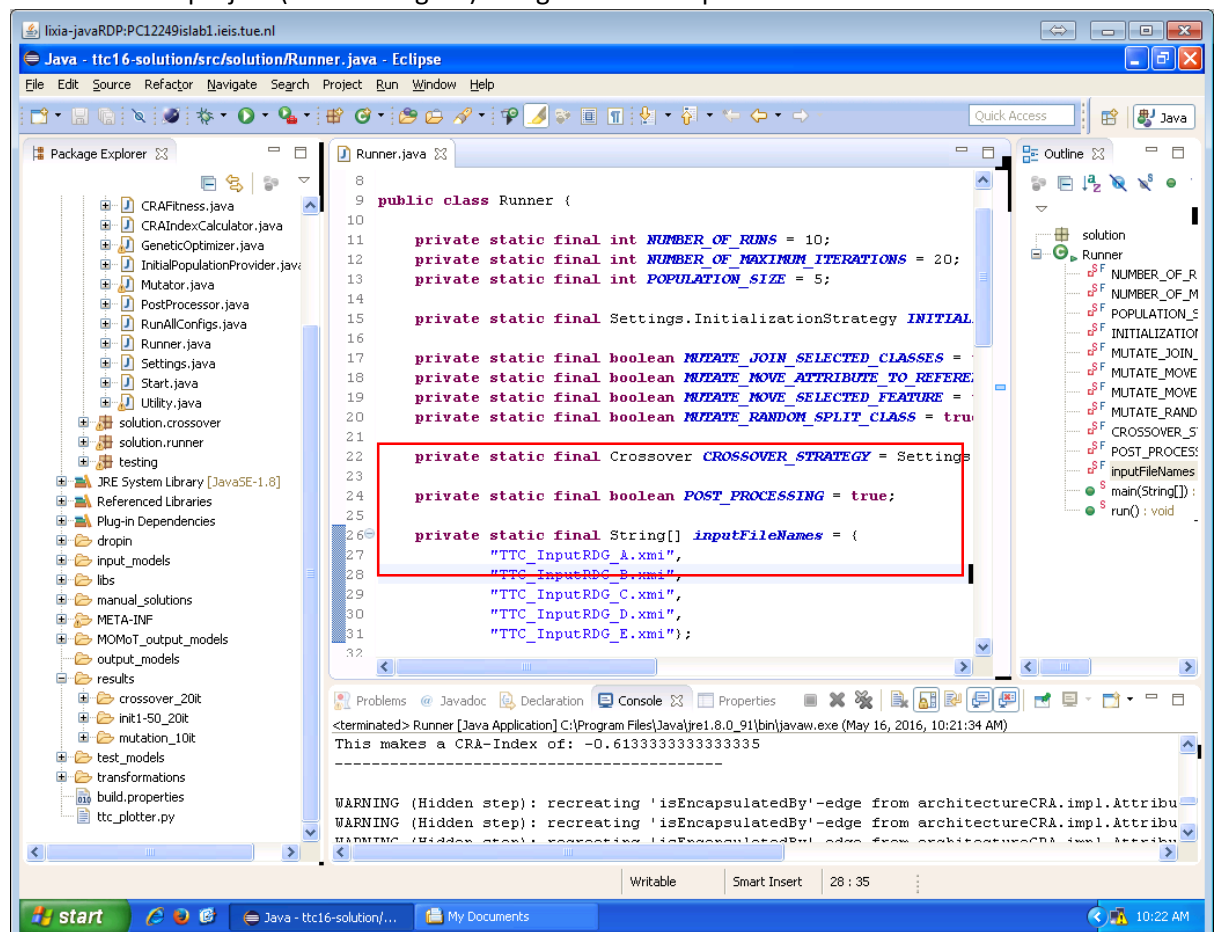 lixia-javaRDP:PC12249islab1.ieis.tue.nl
Java - ttc16-solution/src/solution/Runner.java - Eclipse
File Edit Source Refactor Navigate Search Project Run Window Help
Quick Access
Java
Package Explorer
CRAFitness.java
CRAIndexCalculator.java
GeneticOptimizer.java
InitialPopulationProvider.java
Mutator.java
PostProcessor.java
RunAllConfigs.java
Runner.java
Settings.java
Start.java
Utility.java
solution.crossover
solution.runner
testing
JRE System Library [JavaSE-1.8]
Referenced Libraries
Plug-in Dependencies
dropin
input_models
libs
manual_solutions
META-INF
MOMoT_output_models
output_models
results
crossover_20it
init1-50_20it
mutation_10it
test_models
transformations
build.properties
ttc_plotter.py
Runner.java
8
9 public class Runner {
10
11 private static final int NUMBER_OF_RUNS = 10;
12 private static final int NUMBER_OF_MAXIMUM_ITERATIONS = 20;
13 private static final int POPULATION_SIZE = 5;
14
15 private static final Settings.InitializationStrategy INITIAL
16
17 private static final boolean MUTATE_JOIN_SELECTED_CLASSES =
18 private static final boolean MUTATE_MOVE_ATTRIBUTE_TO_REFERE
19 private static final boolean MUTATE_MOVE_SELECTED_FEATURE =
20 private static final boolean MUTATE_RANDOM_SPLIT_CLASS = tru
21
22 private static final Crossover CROSSOVER_STRATEGY = Settings
23
24 private static final boolean POST_PROCESSING = true;
25
26 private static final String[] inputFileNames = {
27 "TTC_InputRDG_A.xmi",
28 "TTC_InputRDG_B.xmi",
29 "TTC_InputRDG_C.xmi",
30 "TTC_InputRDG_D.xmi",
31 "TTC_InputRDG_E.xmi"};
32
Outline
solution
Runner
NUMBER_OF_R
NUMBER_OF_M
POPULATION_S
INITIALIZATION
MUTATE_JOIN_
MUTATE_MOVE
MUTATE_MOVE
MUTATE_RAND
CROSSOVER_S
POST_PROCESS
inputFileNames
main(String[]) :
run() : void
Problems @ Javadoc Declaration Console Properties
<terminated> Runner [Java Application] C:\Program Files\Java\jre1.8.0_91\bin\javaw.exe (May 16, 2016, 10:21:34 AM)
This makes a CRA-Index of: -0.6133333333333335
------------------------------------------
WARNING (Hidden step): recreating 'isEncapsulatedBy'-edge from architectureCRA.impl.Attribu
WARNING (Hidden step): recreating 'isEncapsulatedBy'-edge from architectureCRA.impl.Attribu
WARNING (Hidden step): recreating 'isEncapsulatedBy'-edge from architectureCRA.impl.Attribu
Writable Smart Insert 28 : 35
start Java - ttc16-solution/... My Documents 10:22 AM